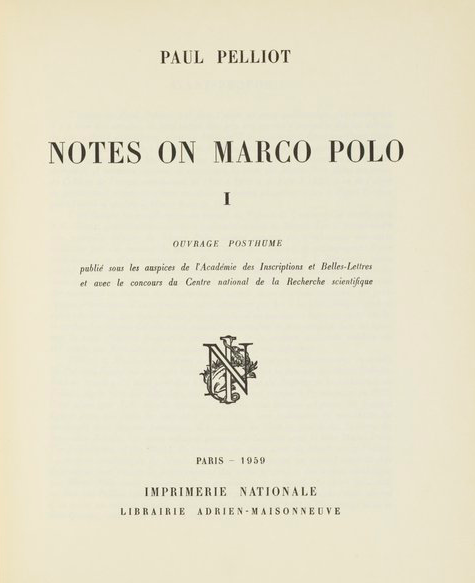 PAUL PELLIOT
NOTES ON MARCO POLO
I
OUVRAGE POSTHUME
publié sous les auspices de l'Académie des Inscriptions et Belles-Lettres
et avec le concours du Centre national de la Recherche scientifique
IN
PARIS – 1959
IMPRIMERIE NATIONALE
LIBRAIRIE ADRIEN-MAISONNEUVE